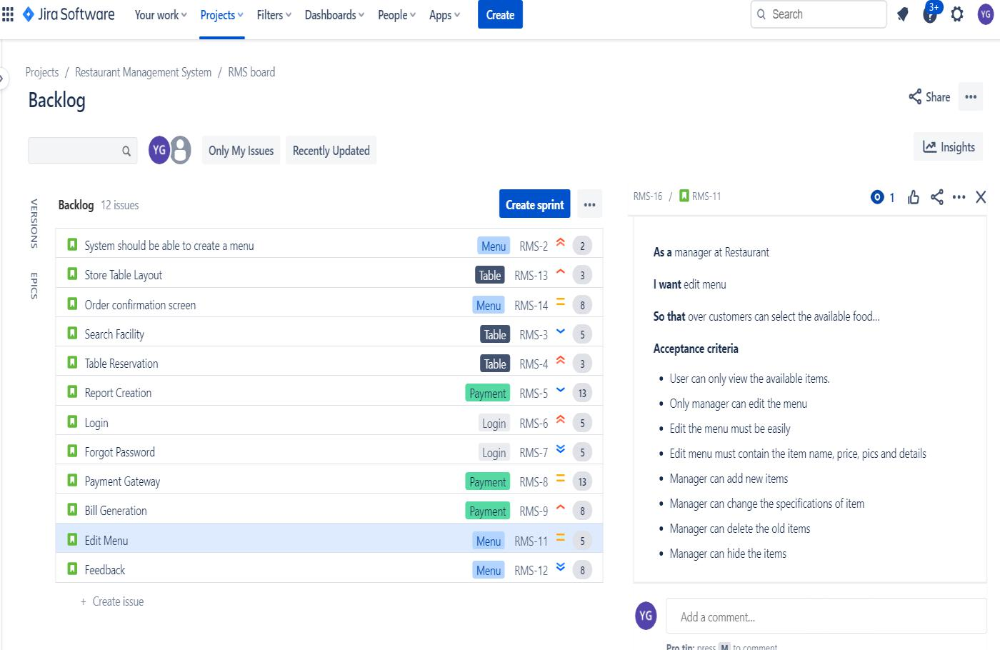 Jira Software Your work Projects Filters Dashboards People Apps Create Search 3+ YG
Projects / Restaurant Management System / RMS board
Backlog
Share
YG Only My Issues Recently Updated Insights
VERSIONS
EPICS
Backlog 12 issues Create sprint
System should be able to create a menu Menu RMS-2 2
Store Table Layout Table RMS-13 3
Order confirmation screen Menu RMS-14 8
Search Facility Table RMS-3 5
Table Reservation Table RMS-4 3
Report Creation Payment RMS-5 13
Login Login RMS-6 5
Forgot Password Login RMS-7 5
Payment Gateway Payment RMS-8 13
Bill Generation Payment RMS-9 8
Edit Menu Menu RMS-11 5
Feedback Menu RMS-12 8
+ Create issue
RMS-16 / RMS-11 1
As a manager at Restaurant
I want edit menu
So that over customers can select the available food...
Acceptance criteria
• User can only view the available items.
• Only manager can edit the menu
• Edit the menu must be easily
• Edit menu must contain the item name, price, pics and details
• Manager can add new items
• Manager can change the specifications of item
• Manager can delete the old items
• Manager can hide the items
YG Add a comment...
Pro tip: press M to comment